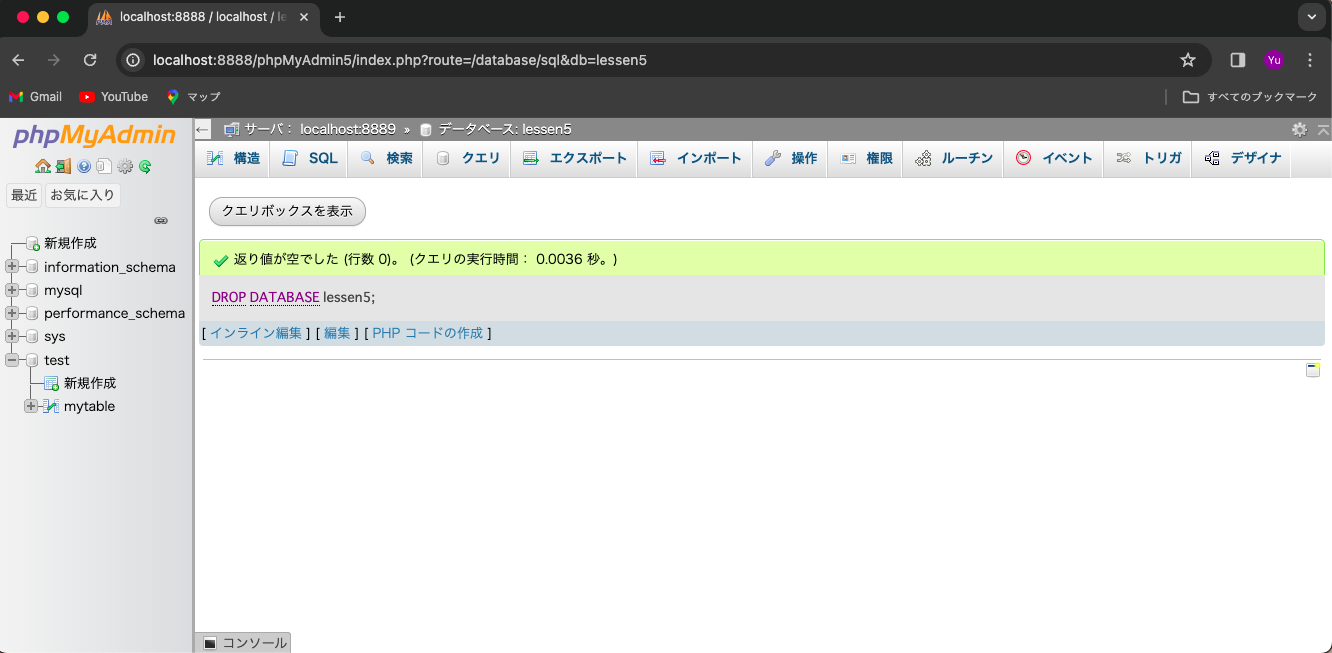 localhost:8888 / localhost / le
localhost:8888/phpMyAdmin5/index.php?route=/database/sql&db=lessen5
Yu
Gmail YouTube マップ すべてのブックマーク
phpMyAdmin
サーバ: localhost:8889 » データベース: lessen5
構造 SQL 検索 クエリ エクスポート インポート 操作 権限 ルーチン イベント トリガ デザイナ
最近 お気に入り
クエリボックスを表示
新規作成
information_schema
mysql
performance_schema
sys
test
新規作成
mytable
返り値が空でした (行数 0)。 (クエリの実行時間: 0.0036 秒。)
DROP DATABASE lessen5;
[ インライン編集 ] [ 編集 ] [ PHP コードの作成 ]
コンソール